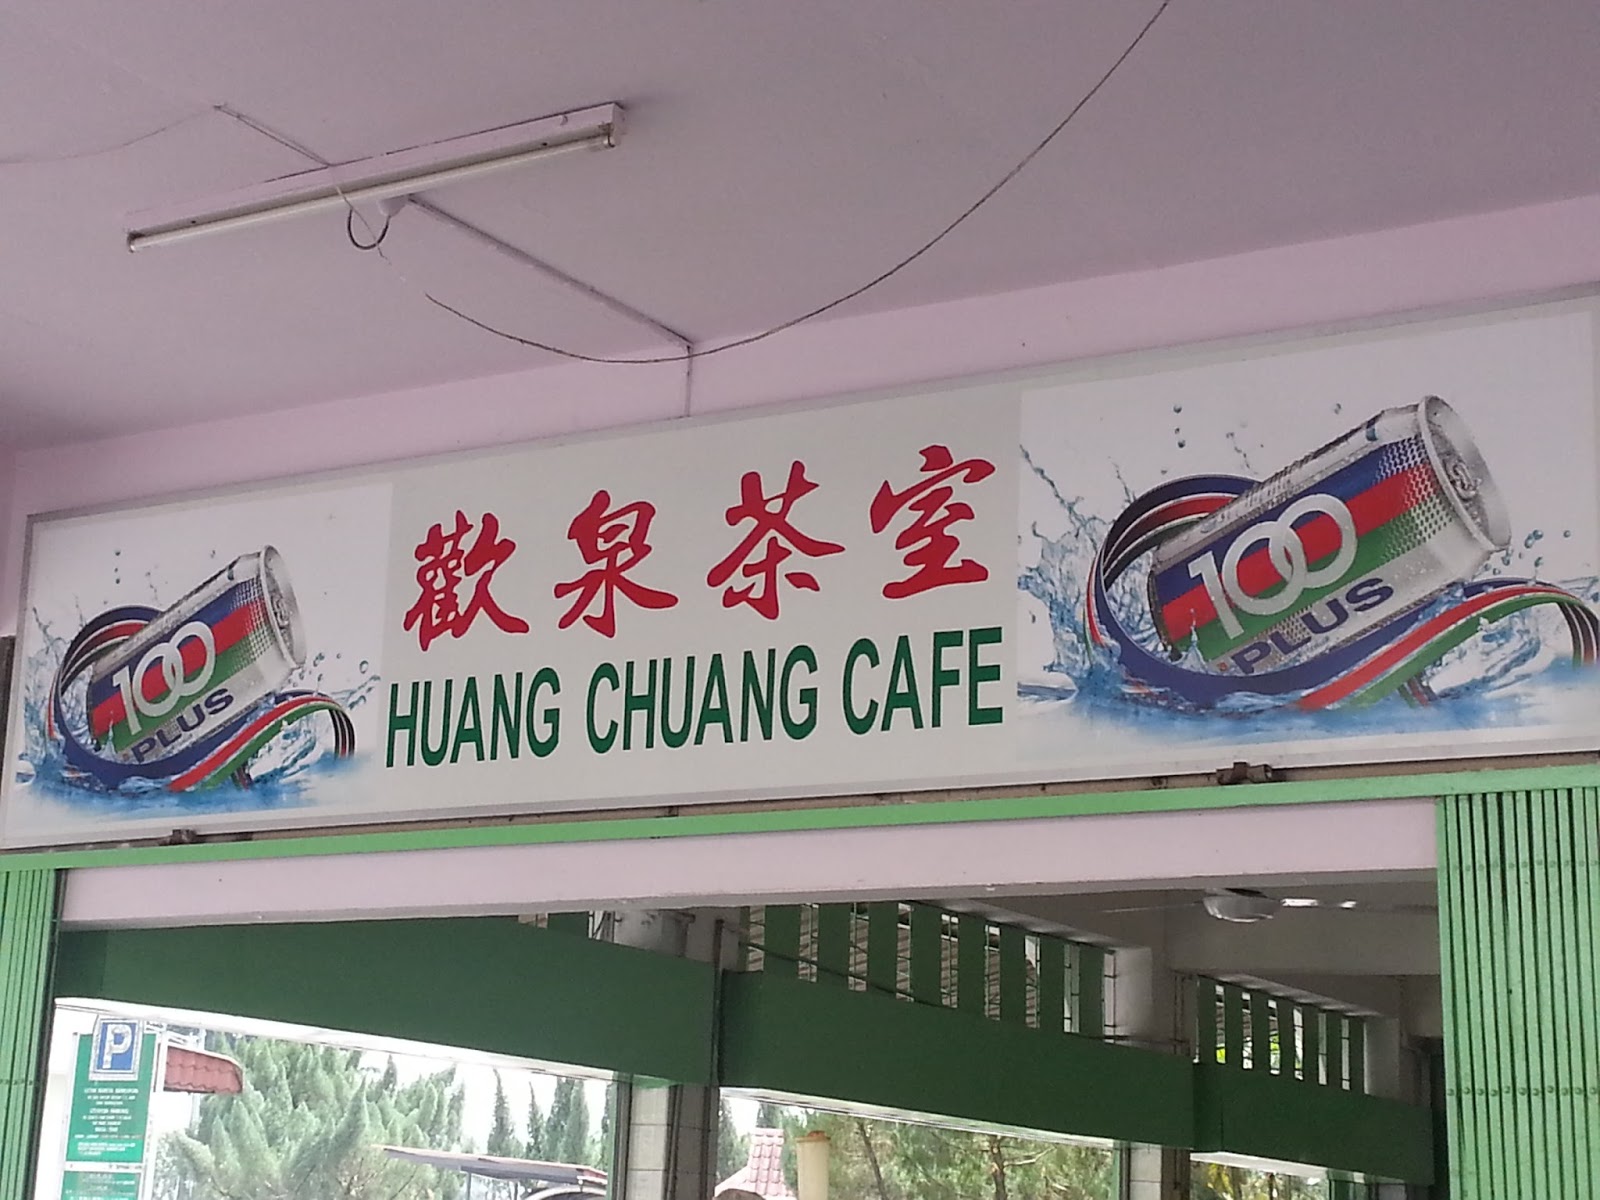 歡泉茶室
HUANG CHUANG CAFE
100
PLUS
100
PLUS
P